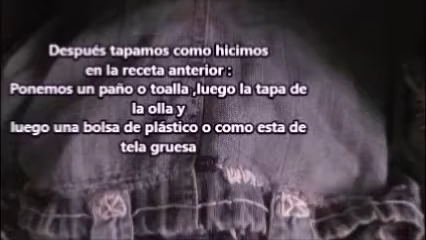 Después tapamos como hicimos
en la receta anterior :
Ponemos un paño o toalla ,luego la tapa de
la olla y
luego una bolsa de plástico o como esta de
tela gruesa